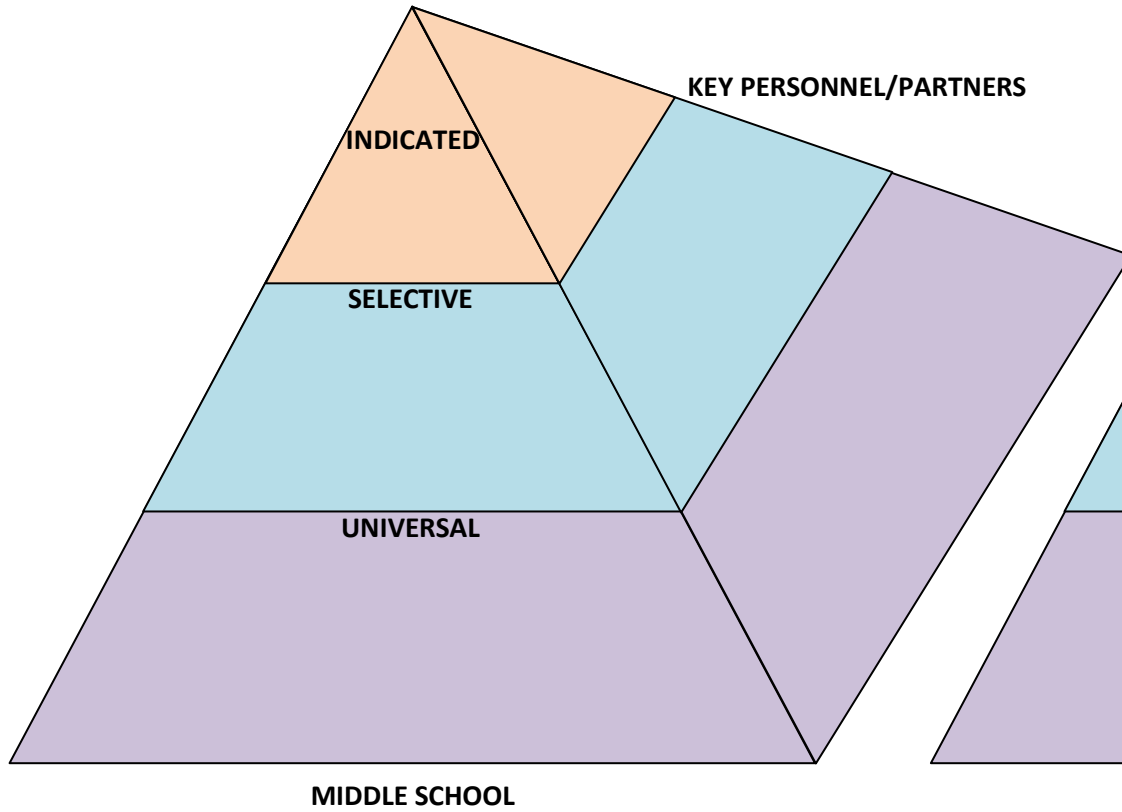 KEY PERSONNEL/PARTNERS
INDICATED
SELECTIVE
UNIVERSAL
MIDDLE SCHOOL